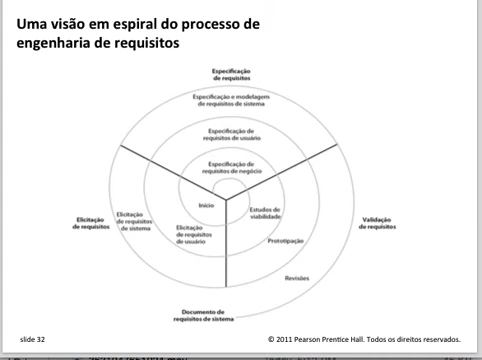 Uma visão em espiral do processo de
engenharia de requisitos
Especificação
de requisitos
Especificação e modelagem
de requisitos de sistema
Especificação de
requisitos de usuário
Especificação de
requisitos de negócio
Início
Estudos de
viabilidade
Elicitação
de requisitos
Elicitação
de requisitos
de sistema
Elicitação
de requisitos
de usuário
Validação
de requisitos
Prototipação
Revisões
Documento de
requisitos de sistema
slide 32
© 2011 Pearson Prentice Hall. Todos os direitos reservados.